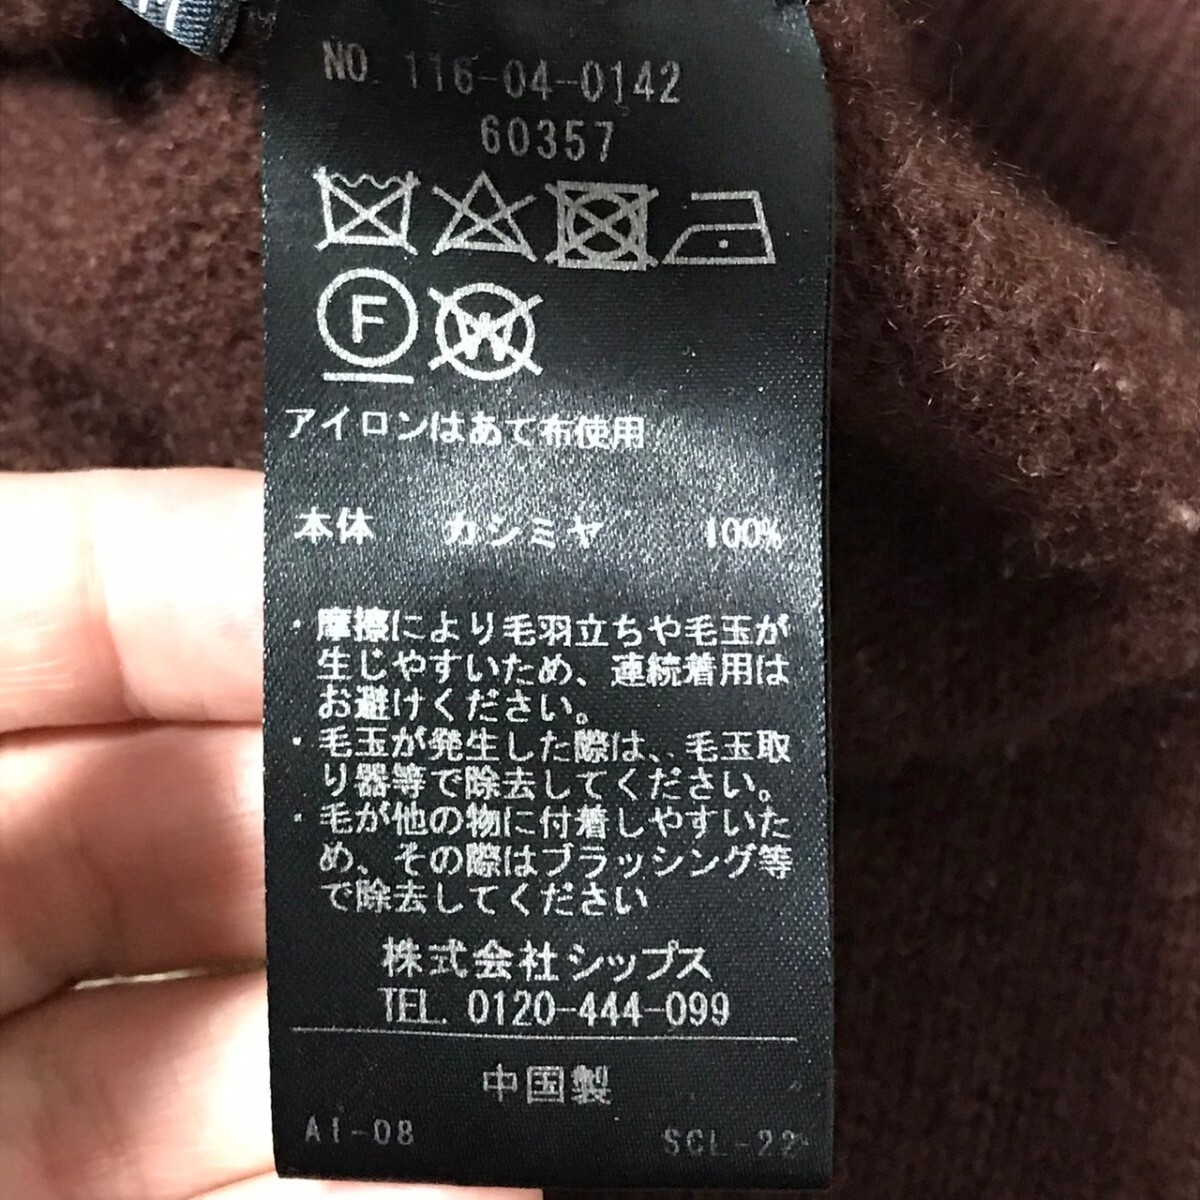 NO. 116-04-0142
60357
F
W
アイロンはあて布使用
本体 カシミヤ 100%
・摩擦により毛羽立ちや毛玉が
生じやすいため、連続着用は
お避けください。
・毛玉が発生した際は、毛玉取
り器等で除去してください。
・毛が他の物に付着しやすいた
め、その際はブラッシング等
で除去してください
株式会社シップス
TEL. 0120-444-099
中国製
AI-08 SCL-22